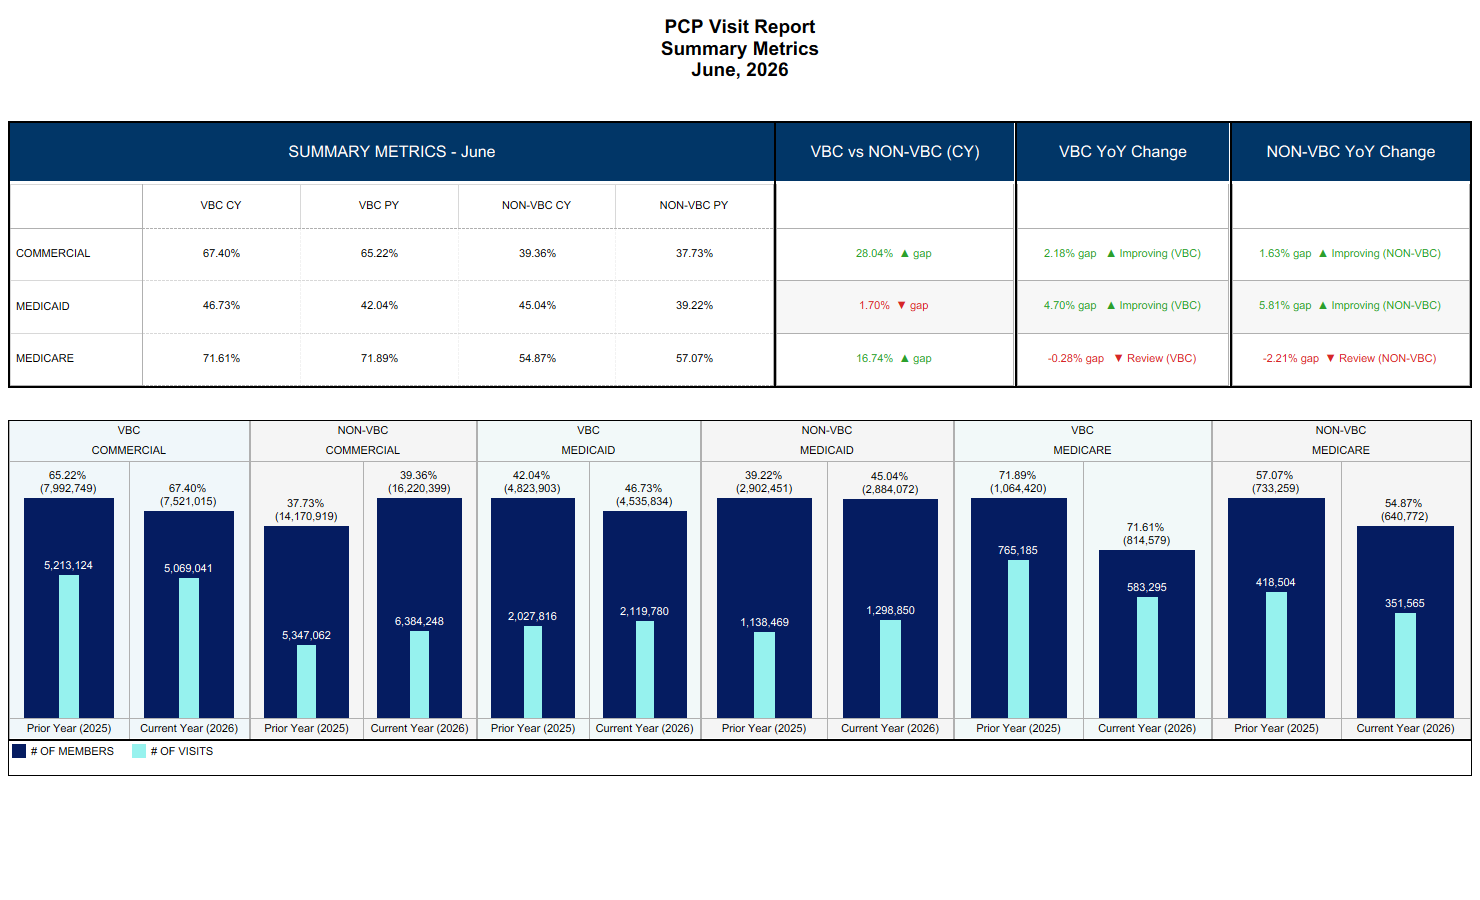 PCP Visit Report
Summary Metrics
June, 2026
SUMMARY METRICS - June
VBC vs NON-VBC (CY)
VBC YoY Change
NON-VBC YoY Change
VBC CY VBC PY NON-VBC CY NON-VBC PY
COMMERCIAL 67.40% 65.22% 39.36% 37.73% 28.04% ▲ gap 2.18% gap ▲ Improving (VBC) 1.63% gap ▲ Improving (NON-VBC)
MEDICAID 46.73% 42.04% 45.04% 39.22% 1.70% ▼ gap 4.70% gap ▲ Improving (VBC) 5.81% gap ▲ Improving (NON-VBC)
MEDICARE 71.61% 71.89% 54.87% 57.07% 16.74% ▲ gap -0.28% gap ▼ Review (VBC) -2.21% gap ▼ Review (NON-VBC)
VBC
COMMERCIAL
65.22%
(7,992,749)
5,213,124
Prior Year (2025)
67.40%
(7,521,015)
5,069,041
Current Year (2026)
NON-VBC
COMMERCIAL
37.73%
(14,170,919)
5,347,062
Prior Year (2025)
39.36%
(16,220,399)
6,384,248
Current Year (2026)
VBC
MEDICAID
42.04%
(4,823,903)
2,027,816
Prior Year (2025)
46.73%
(4,535,834)
2,119,780
Current Year (2026)
NON-VBC
MEDICAID
39.22%
(2,902,451)
1,138,469
Prior Year (2025)
45.04%
(2,884,072)
1,298,850
Current Year (2026)
VBC
MEDICARE
71.89%
(1,064,420)
765,185
Prior Year (2025)
71.61%
(814,579)
583,295
Current Year (2026)
NON-VBC
MEDICARE
57.07%
(733,259)
418,504
Prior Year (2025)
54.87%
(640,772)
351,565
Current Year (2026)
# OF MEMBERS
# OF VISITS